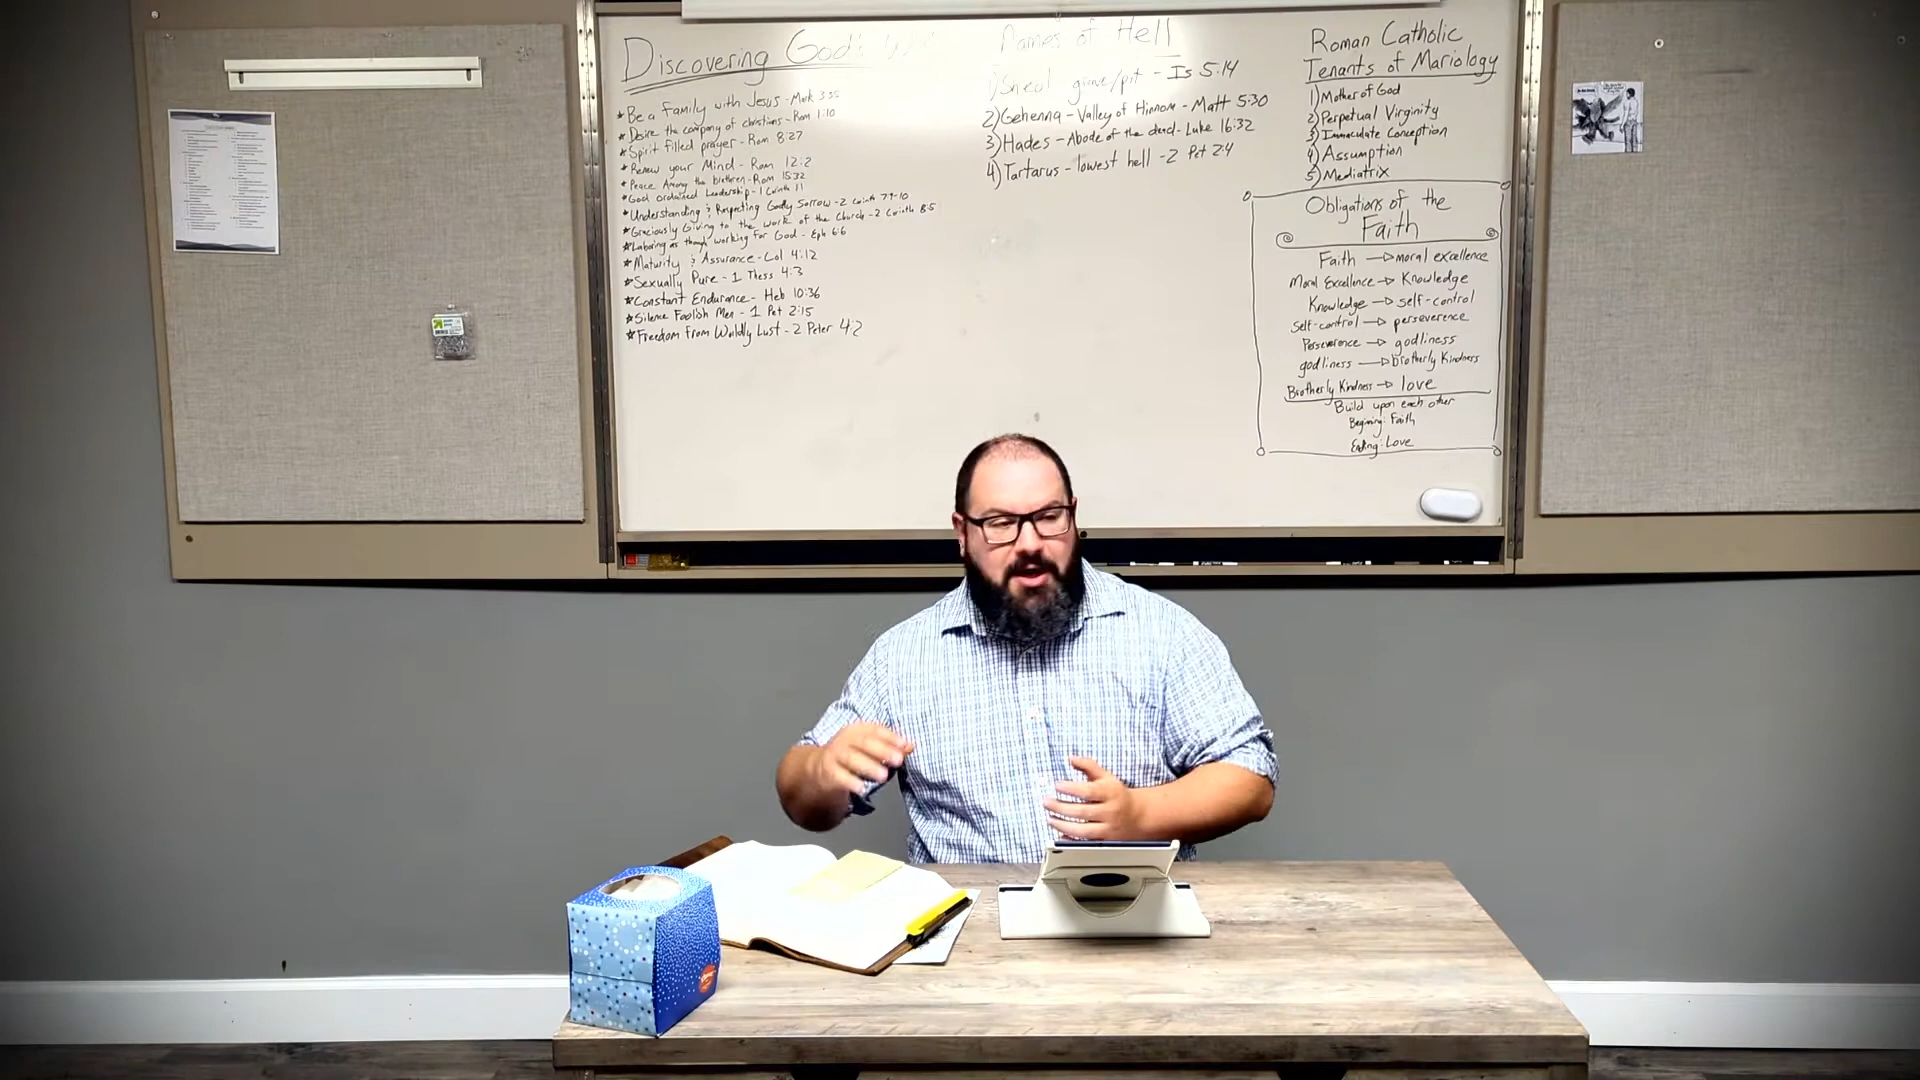 Discovering God's
* Be a family with Jesus - Mark 3:35
* Desire the company of christians - Rom 1:10
* Spirit filled prayer - Rom 8:27
* Renew your Mind - Rom 12:2
* Peace Among the brethren - Rom 15:32
* God ordained Leadership - 1 Corinth 1:1
* Understanding & Respecting Godly Sorrow - 2 Corinth 7:9-10
* Graciously Giving to the work of the Church - 2 Corinth 8:5
* Laboring as though working for God - Eph 6:6
* Maturity & Assurance - Col 4:12
* Sexually Pure - 1 Thess 4:3
* Constant Endurance - Heb 10:36
* Silence Foolish Men - 1 Pet 2:15
* Freedom from Worldly Lust - 2 Peter 4:2
Names of Hell
1) Sheol grave/pit - Is 5:14
2) Gehenna - Valley of Hinnom - Matt 5:30
3) Hades - Abode of the dead - Luke 16:32
4) Tartarus - lowest hell - 2 Pet 2:4
Roman Catholic
Tenants of Mariology
1) Mother of God
2) Perpetual Virginity
3) Immaculate Conception
4) Assumption
5) Mediatrix
Obligations of the
Faith
Faith → moral excellence
Moral Excellence → Knowledge
Knowledge → self-control
Self-control → perseverence
Perseverence → godliness
godliness → brotherly Kindness
Brotherly Kindness → love
Build upon each other
Beginning: Faith
Ending: Love